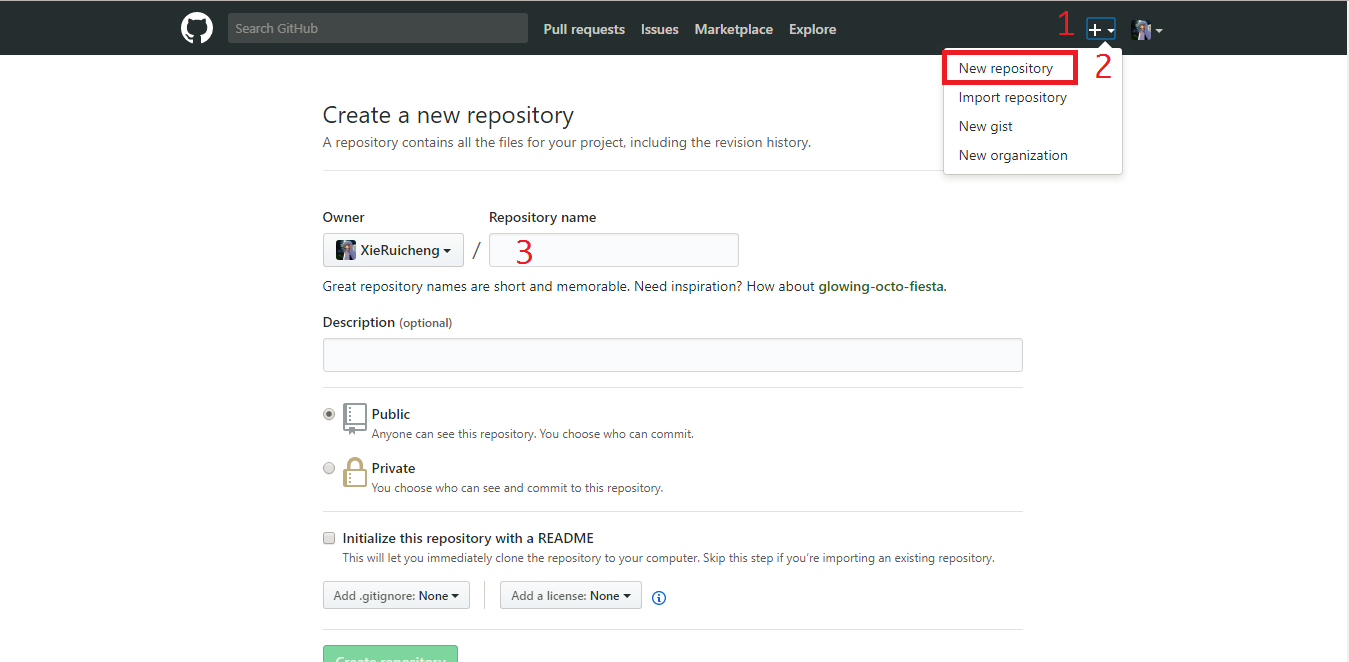 Search GitHub Pull requests Issues Marketplace Explore 1
New repository 2
Import repository
New gist
New organization
Create a new repository
A repository contains all the files for your project, including the revision history.
Owner Repository name
XieRuicheng / 3
Great repository names are short and memorable. Need inspiration? How about glowing-octo-fiesta.
Description (optional)
Public
Anyone can see this repository. You choose who can commit.
Private
You choose who can see and commit to this repository.
Initialize this repository with a README
This will let you immediately clone the repository to your computer. Skip this step if you’re importing an existing repository.
Add .gitignore: None Add a license: None
Create repository